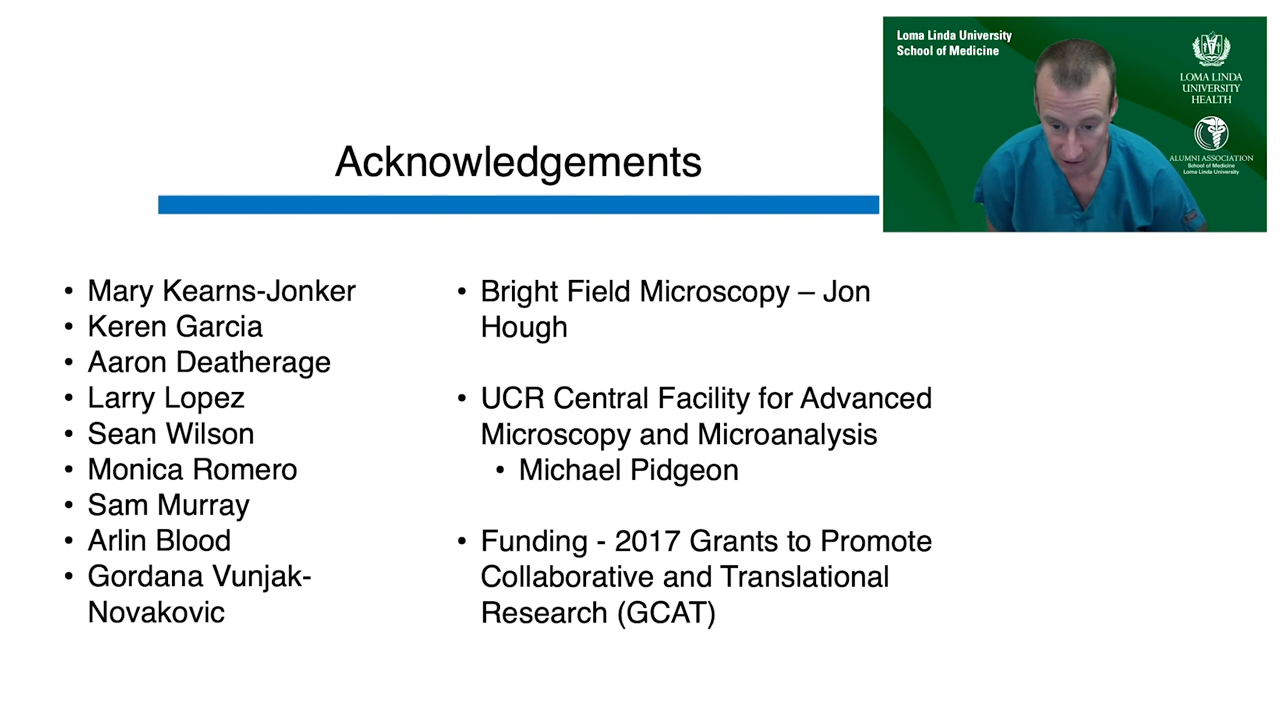 Loma Linda University
School of Medicine
LOMA LINDA
UNIVERSITY
HEALTH
ALUMNI ASSOCIATION
School of Medicine
Loma Linda University
Acknowledgements
• Mary Kearns-Jonker
• Keren Garcia
• Aaron Deatherage
• Larry Lopez
• Sean Wilson
• Monica Romero
• Sam Murray
• Arlin Blood
• Gordana Vunjak-
Novakovic
• Bright Field Microscopy – Jon
Hough
• UCR Central Facility for Advanced
Microscopy and Microanalysis
• Michael Pidgeon
• Funding - 2017 Grants to Promote
Collaborative and Translational
Research (GCAT)